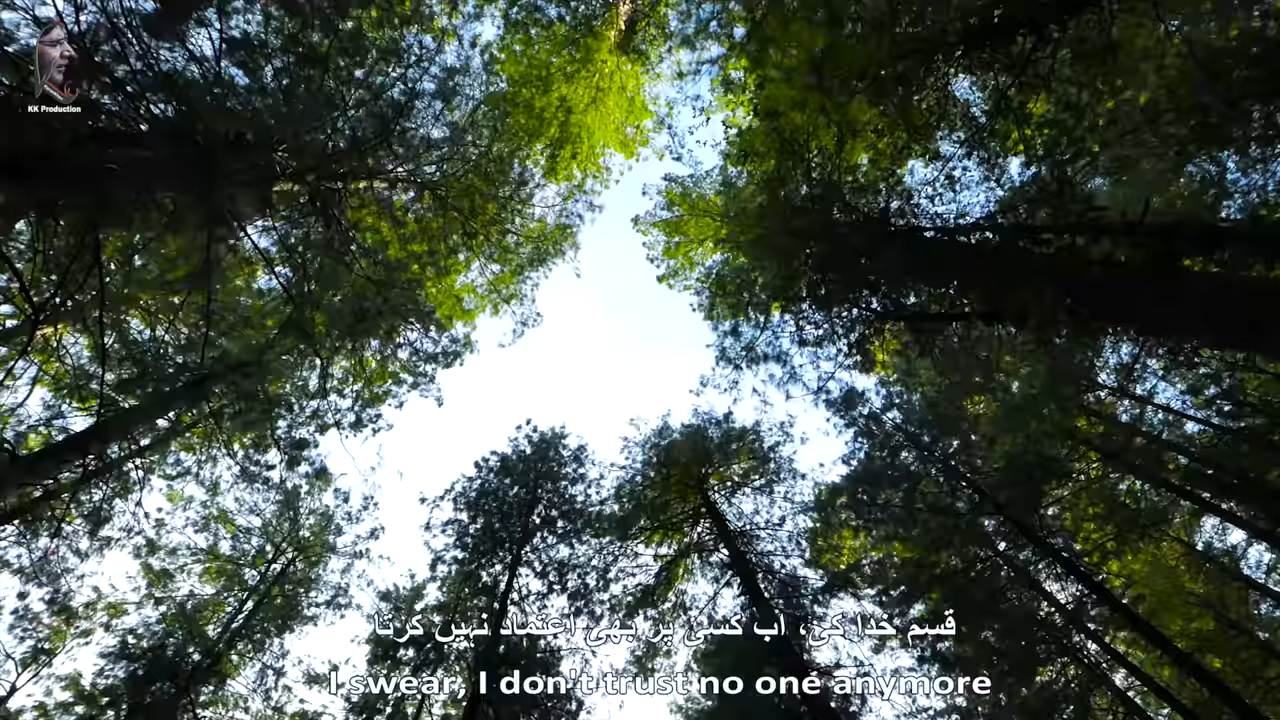 KK Production
قسم خدا کی، اب کسی پر بھی اعتماد نہیں کرتا
I swear, I don't trust no one anymore